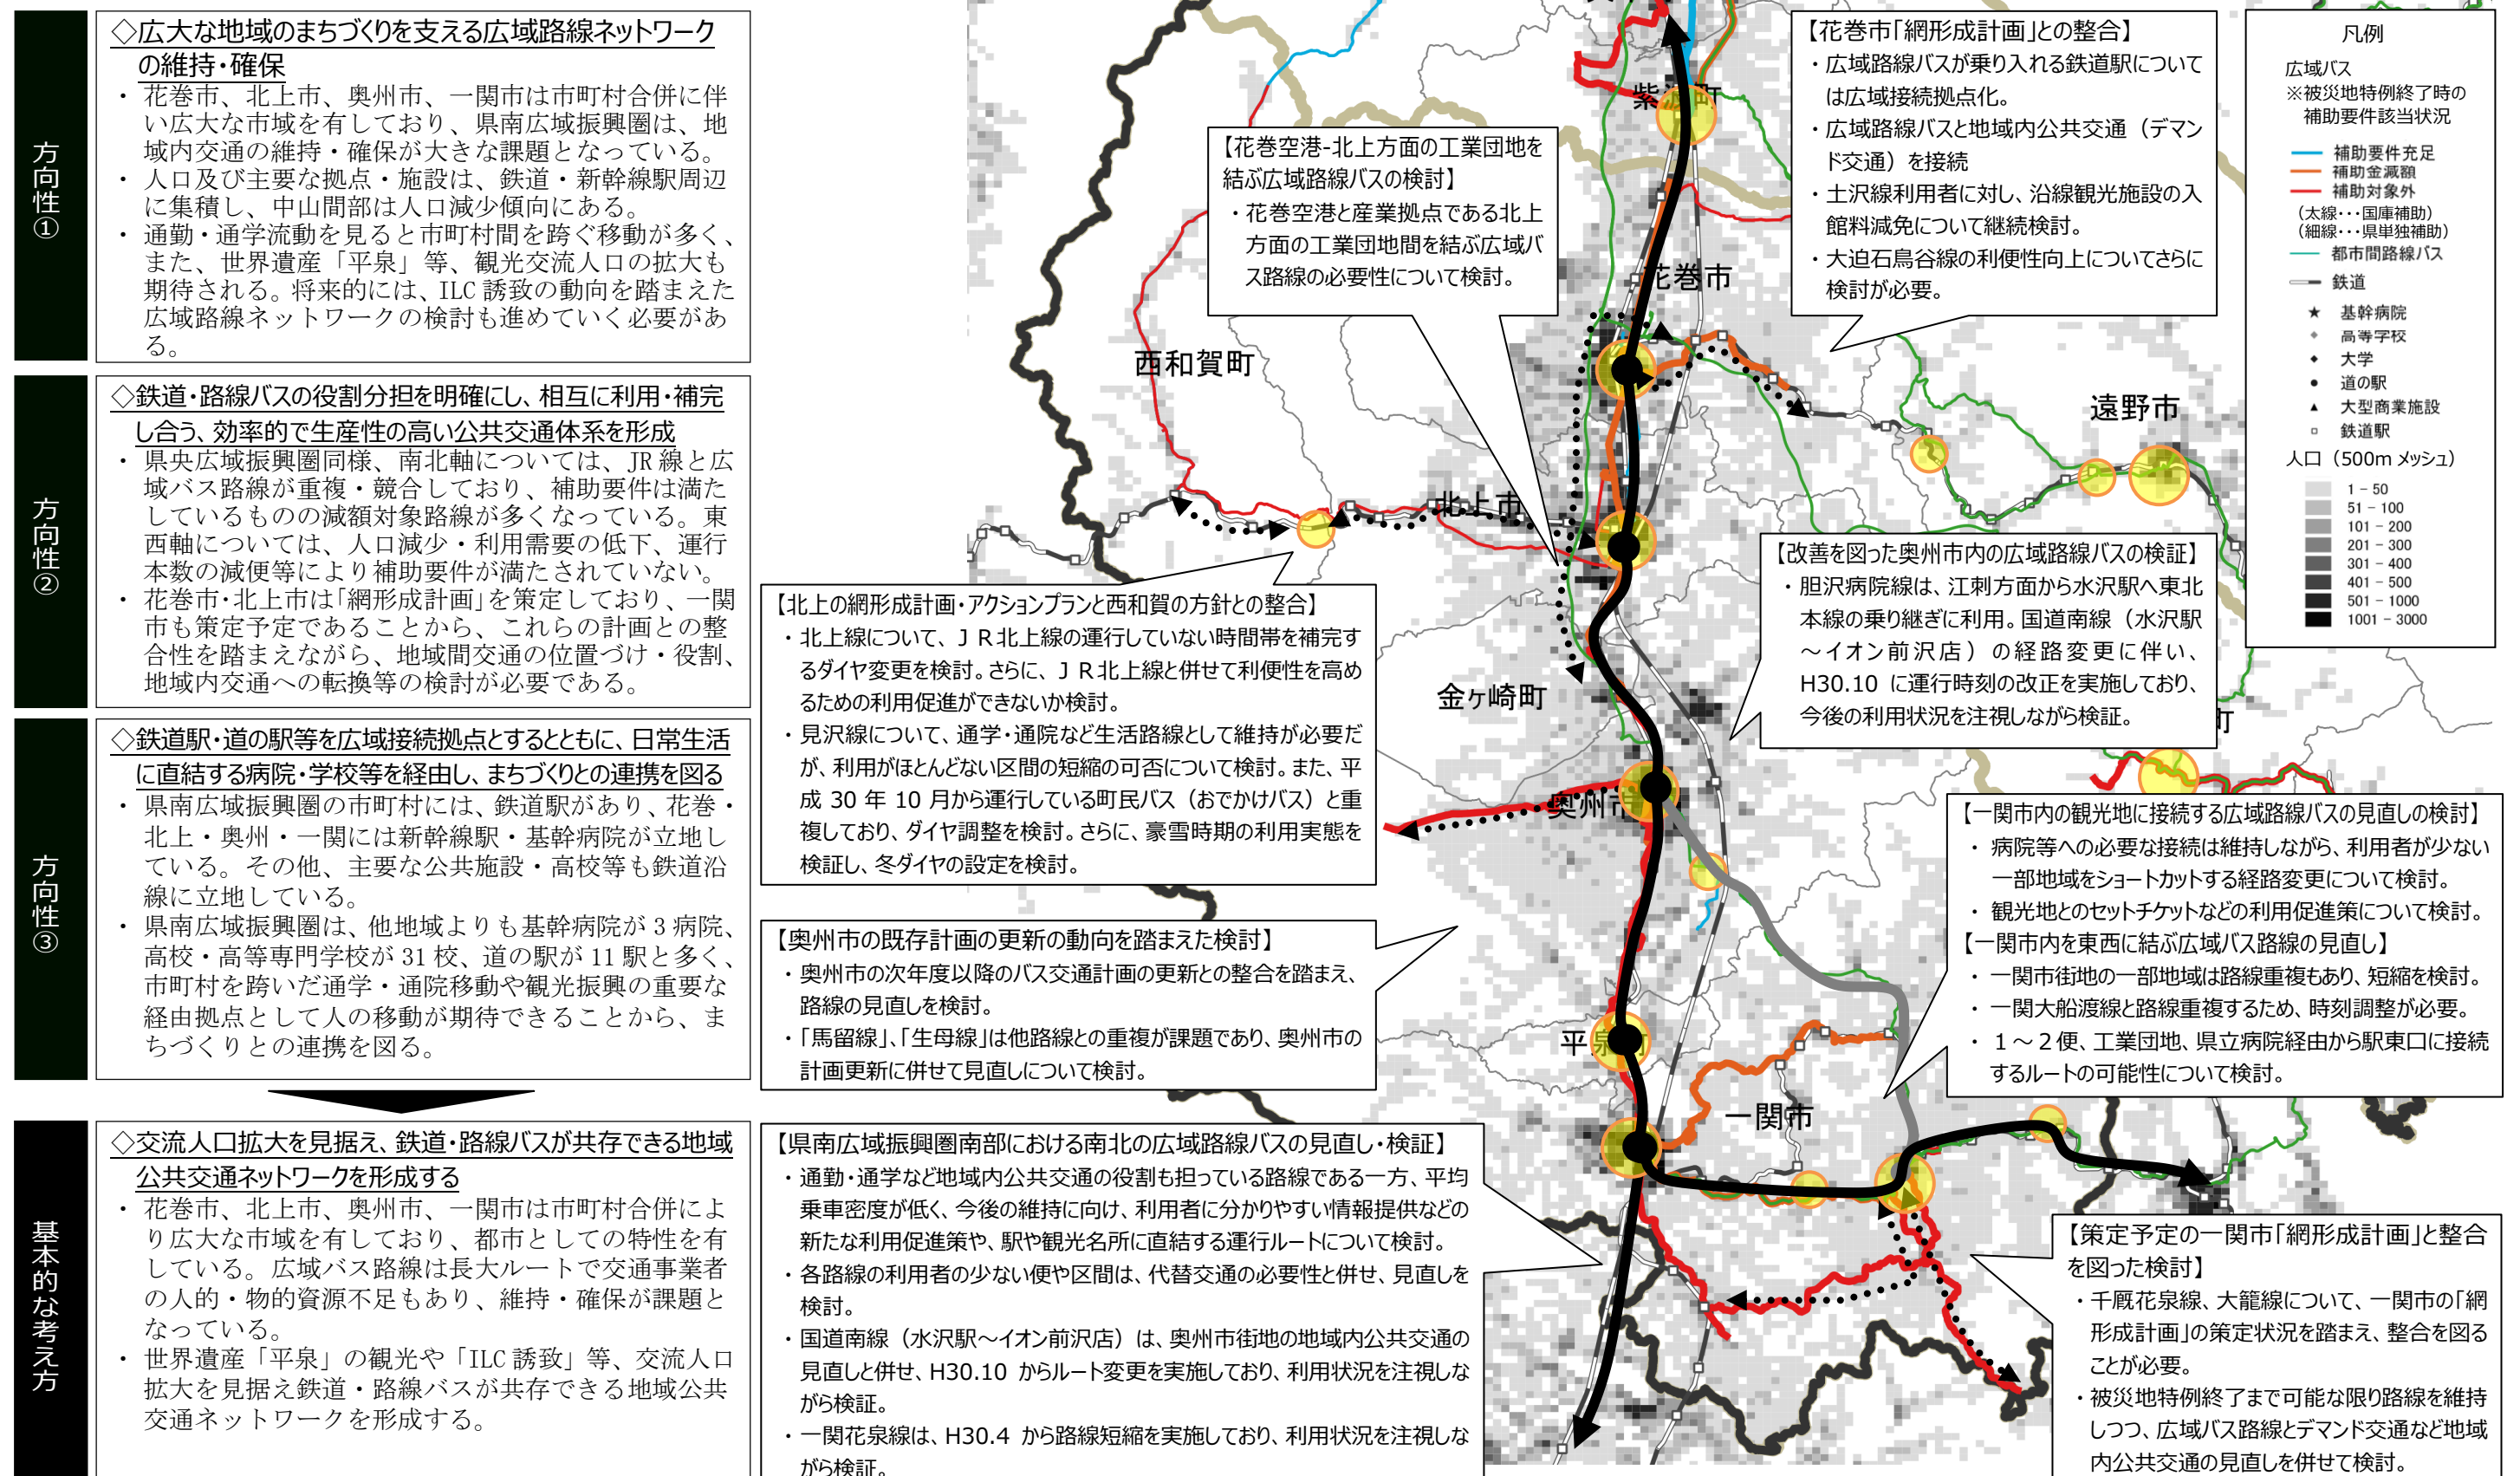 方向性①
◇広大な地域のまちづくりを支える広域路線ネットワーク
の維持・確保
・ 花巻市、北上市、奥州市、一関市は市町村合併に伴
い広大な市域を有しており、県南広域振興圏は、地
域内交通の維持・確保が大きな課題となっている。
・ 人口及び主要な拠点・施設は、鉄道・新幹線駅周辺
に集積し、中山間部は人口減少傾向にある。
・ 通勤・通学流動を見ると市町村間を跨ぐ移動が多く、
また、世界遺産「平泉」等、観光交流人口の拡大も
期待される。将来的には、ILC 誘致の動向を踏まえた
広域路線ネットワークの検討も進めていく必要があ
る。
方向性②
◇鉄道・路線バスの役割分担を明確にし、相互に利用・補完
し合う、効率的で生産性の高い公共交通体系を形成
・ 県央広域振興圏同様、南北軸については、JR 線と広
域バス路線が重複・競合しており、補助要件は満た
しているものの減額対象路線が多くなっている。東
西軸については、人口減少・利用需要の低下、運行
本数の減便等により補助要件が満たされていない。
・ 花巻市・北上市は「網形成計画」を策定しており、一関
市も策定予定であることから、これらの計画との整
合性を踏まえながら、地域間交通の位置づけ・役割、
地域内交通への転換等の検討が必要である。
方向性③
◇鉄道駅・道の駅等を広域接続拠点とするとともに、日常生活
に直結する病院・学校等を経由し、まちづくりとの連携を図る
・ 県南広域振興圏の市町村には、鉄道駅があり、花巻・
北上・奥州・一関には新幹線駅・基幹病院が立地し
ている。その他、主要な公共施設・高校等も鉄道沿
線に立地している。
・ 県南広域振興圏は、他地域よりも基幹病院が 3 病院、
高校・高等専門学校が 31 校、道の駅が 11 駅と多く、
市町村を跨いだ通学・通院移動や観光振興の重要な
経由拠点として人の移動が期待できることから、ま
ちづくりとの連携を図る。
基本的な考え方
◇交流人口拡大を見据え、鉄道・路線バスが共存できる地域
公共交通ネットワークを形成する
・ 花巻市、北上市、奥州市、一関市は市町村合併によ
り広大な市域を有しており、都市としての特性を有
している。広域バス路線は長大ルートで交通事業者
の人的・物的資源不足もあり、維持・確保が課題と
なっている。
・ 世界遺産「平泉」の観光や「ILC 誘致」等、交流人口
拡大を見据え鉄道・路線バスが共存できる地域公共
交通ネットワークを形成する。
【花巻空港-北上方面の工業団地を
結ぶ広域路線バスの検討】
・花巻空港と産業拠点である北上
方面の工業団地間を結ぶ広域バ
ス路線の必要性について検討。
【花巻市「網形成計画」との整合】
・広域路線バスが乗り入れる鉄道駅について
は広域接続拠点化。
・広域路線バスと地域内公共交通（デマン
ド交通）を接続
・土沢線利用者に対し、沿線観光施設の入
館料減免について継続検討。
・大迫石鳥谷線の利便性向上についてさらに
検討が必要。
凡例
広域バス
※被災地特例終了時の
補助要件該当状況
補助要件充足
補助金減額
補助対象外
（太線・・・国庫補助）
（細線・・・県単独補助）
都市間路線バス
鉄道
★ 基幹病院
高等学校
大学
道の駅
大型商業施設
鉄道駅
人口（500m メッシュ）
1 - 50
51 - 100
101 - 200
201 - 300
301 - 400
401 - 500
501 - 1000
1001 - 3000
紫波町
花巻市
西和賀町
遠野市
北上市
金ヶ崎町
奥州市
平泉町
一関市
町
【北上の網形成計画・アクションプランと西和賀の方針との整合】
・北上線について、ＪＲ北上線の運行していない時間帯を補完す
るダイヤ変更を検討。さらに、ＪＲ北上線と併せて利便性を高め
るための利用促進ができないか検討。
・見沢線について、通学・通院など生活路線として維持が必要だ
が、利用がほとんどない区間の短縮の可否について検討。また、平
成 30 年 10 月から運行している町民バス（おでかけバス）と重
複しており、ダイヤ調整を検討。さらに、豪雪時期の利用実態を
検証し、冬ダイヤの設定を検討。
【改善を図った奥州市内の広域路線バスの検証】
・胆沢病院線は、江刺方面から水沢駅へ東北
本線の乗り継ぎに利用。国道南線（水沢駅
～イオン前沢店）の経路変更に伴い、
H30.10 に運行時刻の改正を実施しており、
今後の利用状況を注視しながら検証。
【奥州市の既存計画の更新の動向を踏まえた検討】
・奥州市の次年度以降のバス交通計画の更新との整合を踏まえ、
路線の見直しを検討。
・「馬留線」、「生母線」は他路線との重複が課題であり、奥州市の
計画更新に併せて見直しについて検討。
【一関市内の観光地に接続する広域路線バスの見直しの検討】
・ 病院等への必要な接続は維持しながら、利用者が少ない
一部地域をショートカットする経路変更について検討。
・ 観光地とのセットチケットなどの利用促進策について検討。
【一関市内を東西に結ぶ広域バス路線の見直し】
・ 一関市街地の一部地域は路線重複もあり、短縮を検討。
・ 一関大船渡線と路線重複するため、時刻調整が必要。
・ １～２便、工業団地、県立病院経由から駅東口に接続
するルートの可能性について検討。
【県南広域振興圏南部における南北の広域路線バスの見直し・検証】
・通勤・通学など地域内公共交通の役割も担っている路線である一方、平均
乗車密度が低く、今後の維持に向け、利用者に分かりやすい情報提供などの
新たな利用促進策や、駅や観光名所に直結する運行ルートについて検討。
・各路線の利用者の少ない便や区間は、代替交通の必要性と併せ、見直しを
検討。
・国道南線（水沢駅～イオン前沢店）は、奥州市街地の地域内公共交通の
見直しと併せ、H30.10 からルート変更を実施しており、利用状況を注視しな
がら検証。
・一関花泉線は、H30.4 から路線短縮を実施しており、利用状況を注視しな
がら検証。
【策定予定の一関市「網形成計画」と整合
を図った検討】
・千厩花泉線、大籠線について、一関市の「網
形成計画」の策定状況を踏まえ、整合を図る
ことが必要。
・被災地特例終了まで可能な限り路線を維持
しつつ、広域バス路線とデマンド交通など地域
内公共交通の見直しを併せて検討。